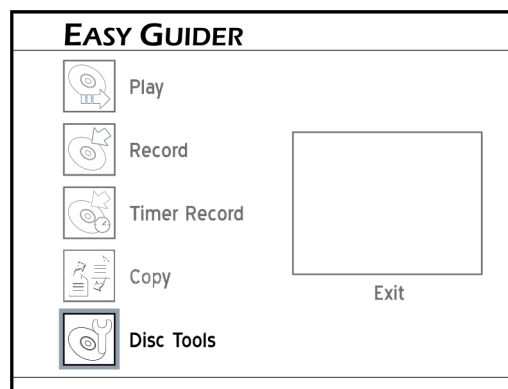 EASY GUIDER
Play
Record
Timer Record
Copy
Exit
Disc Tools